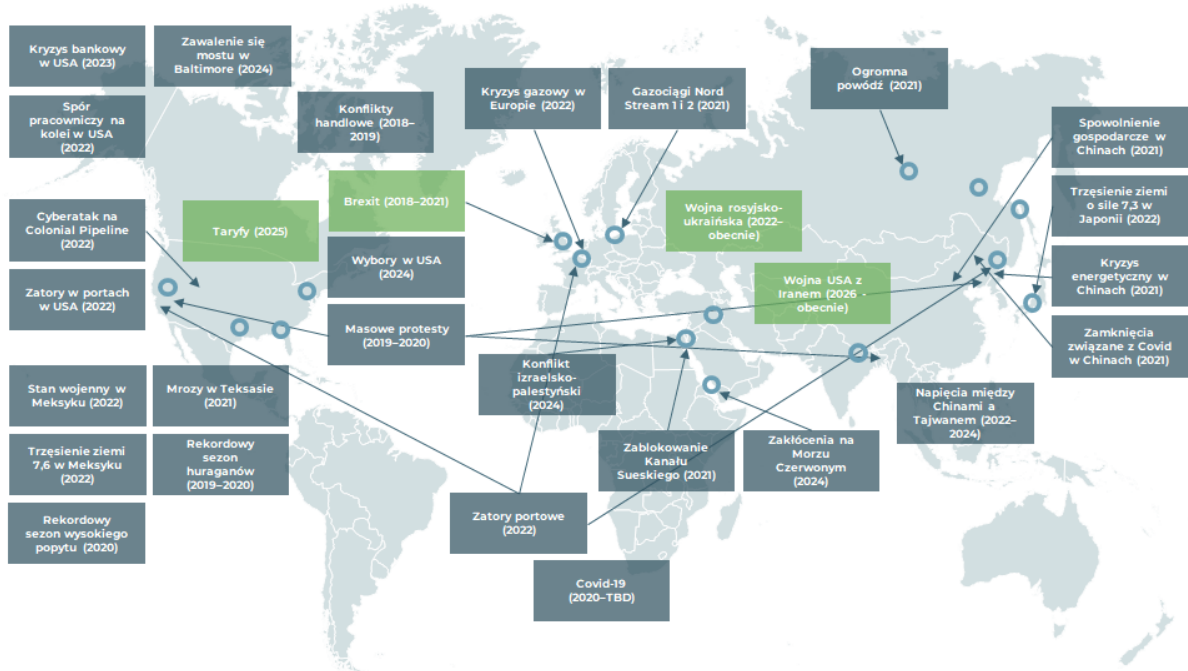 Kryzys bankowy
w USA (2023)
Zawalenie się
mostu w
Baltimore (2024)
Spór
pracowniczy na
kolei w USA
(2022)
Konflikty
handlowe (2018–
2019)
Kryzys gazowy w
Europie (2022)
Gazociągi Nord
Stream 1 i 2 (2021)
Ogromna
powódź (2021)
Spowolnienie
gospodarcze w
Chinach (2021)
Cyberatak na
Colonial Pipeline
(2022)
Taryfy (2025)
Brexit (2018–2021)
Wojna rosyjsko-
ukraińska (2022–
obecnie)
Trzęsienie ziemi
o sile 7,3 w
Japonii (2022)
Zatory w portach
w USA (2022)
Wybory w USA
(2024)
Wojna USA z
Iranem (2026 -
obecnie)
Kryzys
energetyczny w
Chinach (2021)
Masowe protesty
(2019–2020)
Zamknięcia
związane z Covid
w Chinach (2021)
Stan wojenny w
Meksyku (2022)
Mrozy w Teksasie
(2021)
Konflikt
izraelsko-
palestyński
(2024)
Napięcia między
Chinami a
Tajwanem (2022–
2024)
Trzęsienie ziemi
7,6 w Meksyku
(2022)
Rekordowy
sezon
huraganów
(2019–2020)
Zablokowanie
Kanału
Sueskiego (2021)
Zakłócenia na
Morzu
Czerwonym
(2024)
Rekordowy
sezon wysokiego
popytu (2020)
Zatory portowe
(2022)
Covid-19
(2020–TBD)